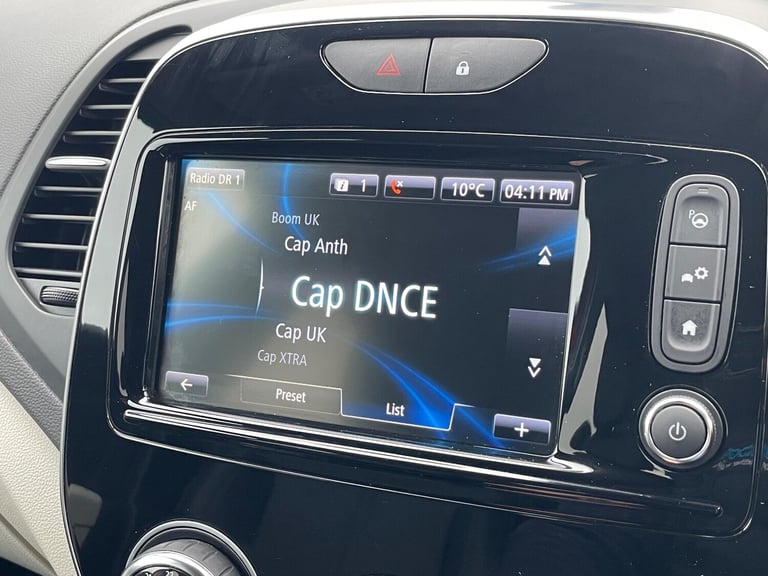 Radio DR 1
i 1
10°C
04:11 PM
AF
Boom UK
Cap Anth
Cap DNCE
Cap UK
Cap XTRA
Preset
List
P